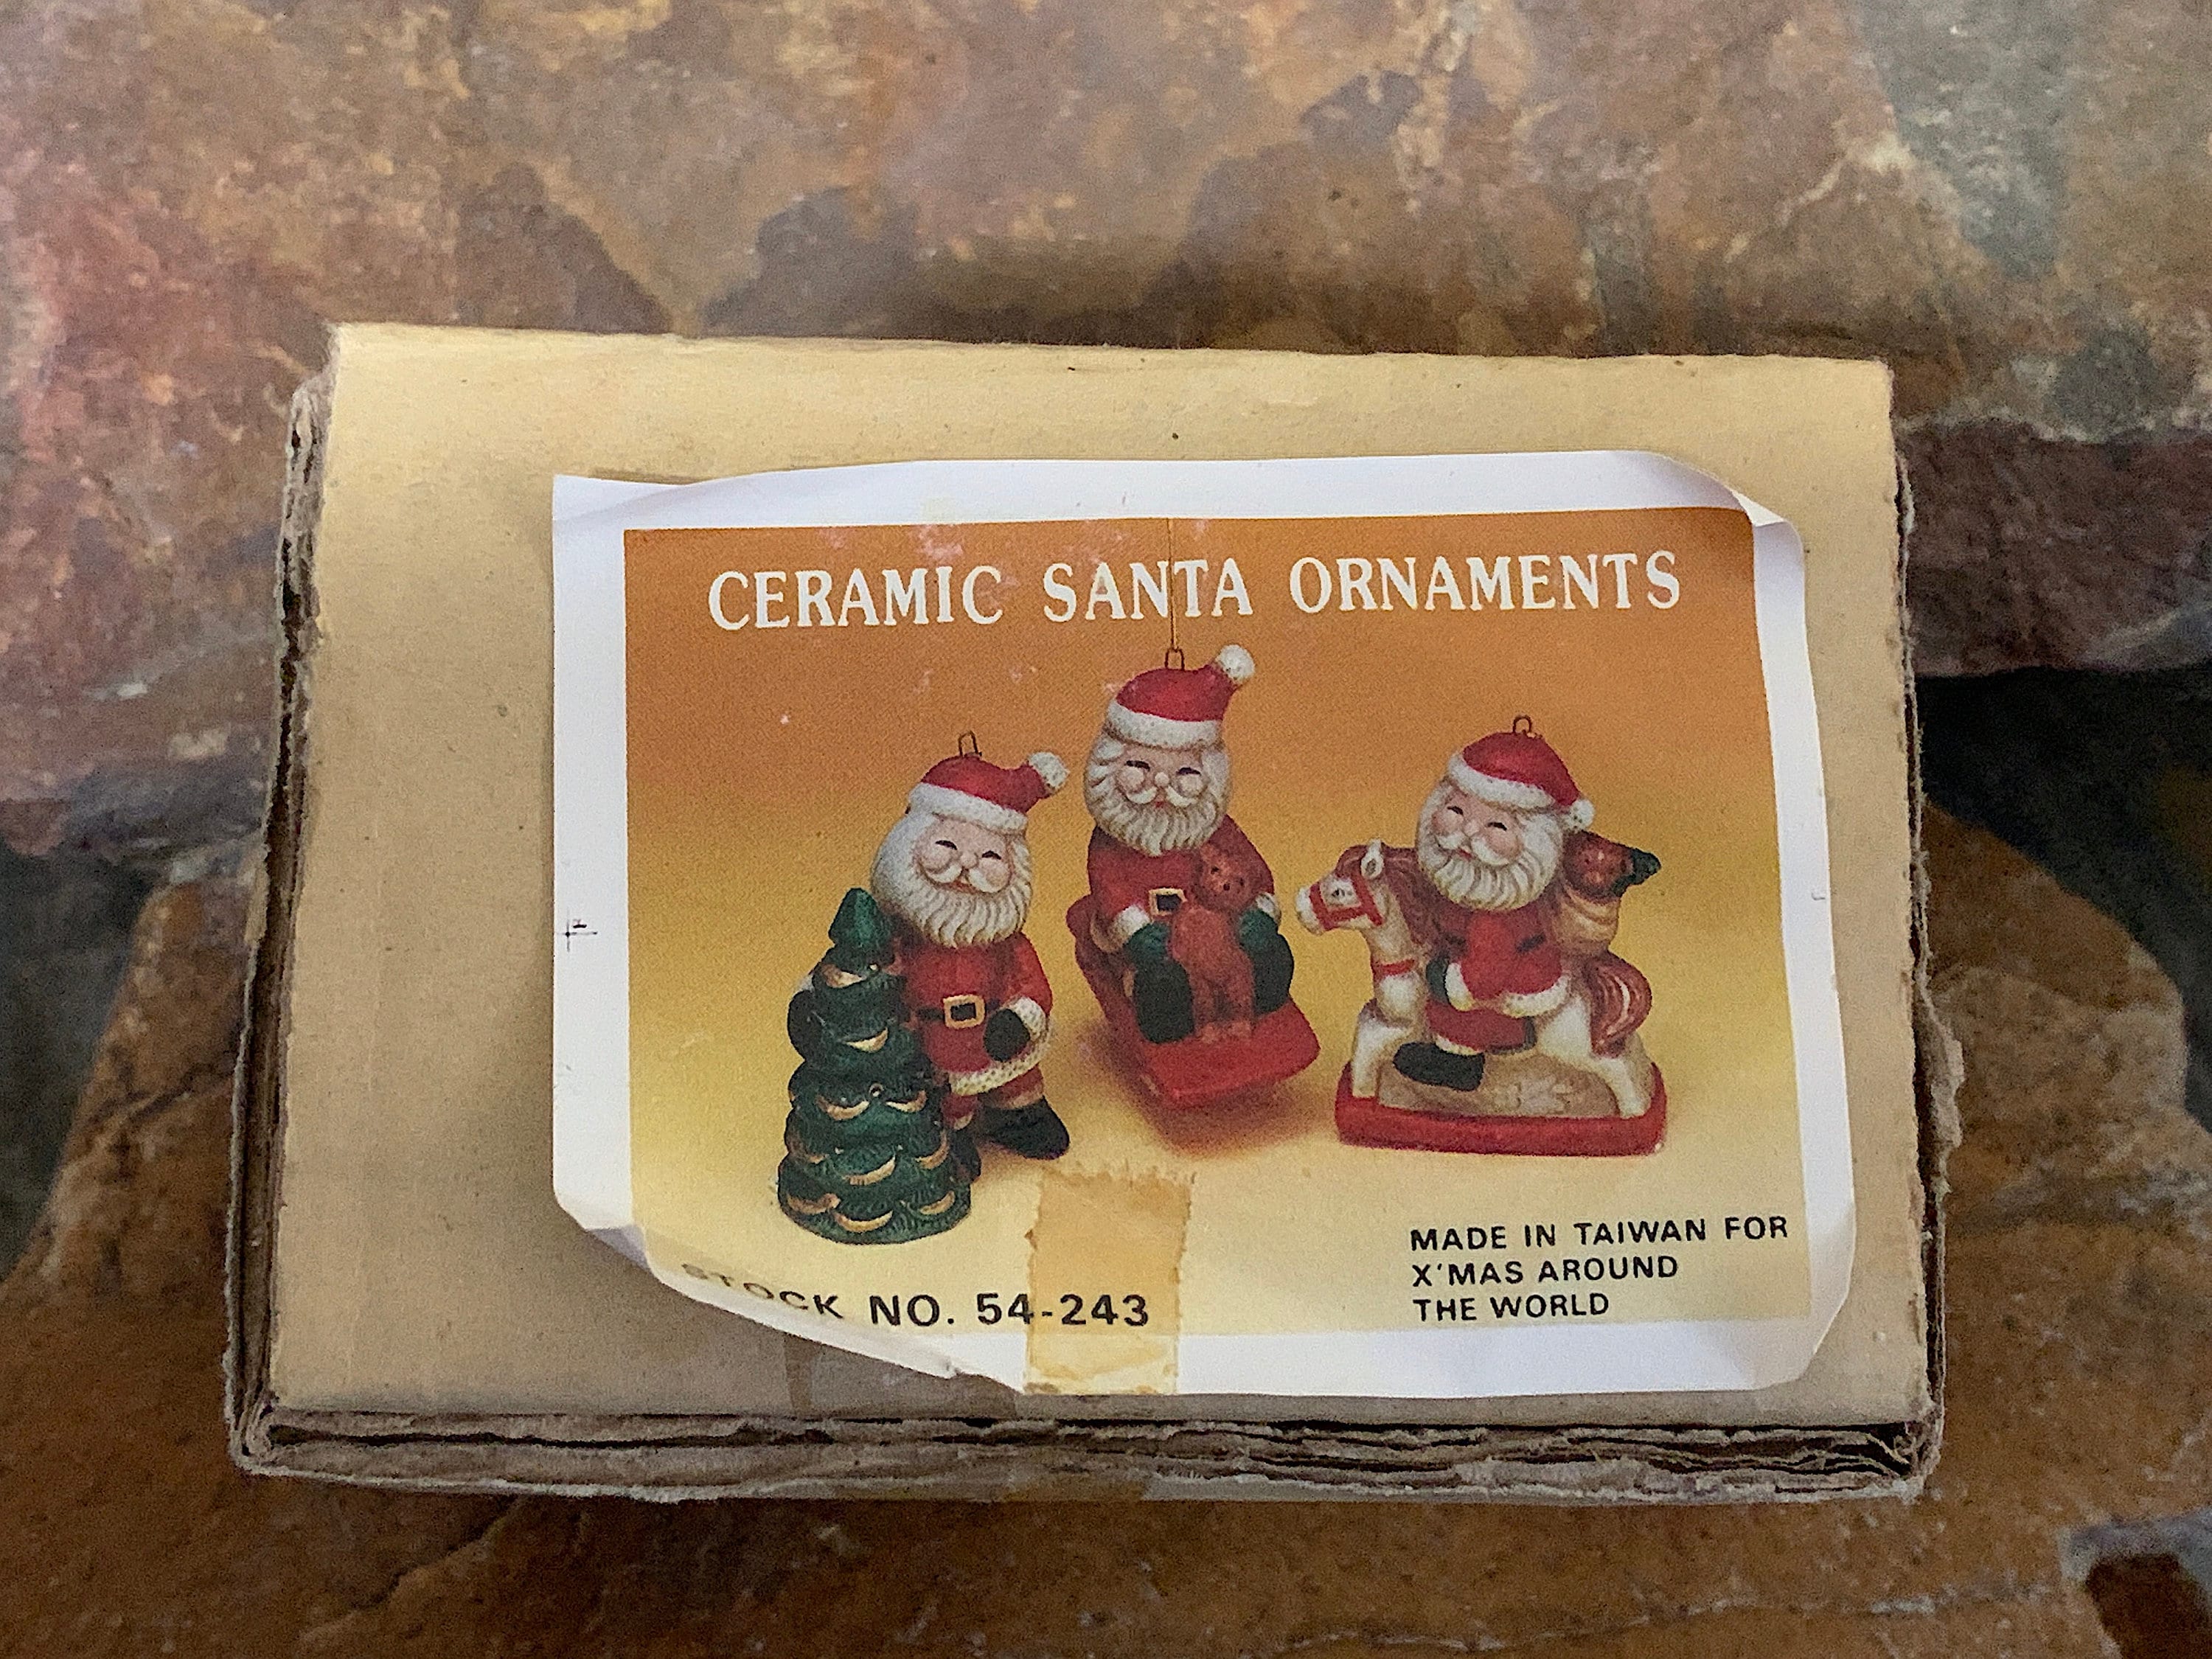 CERAMIC SANTA ORNAMENTS
STOCK NO. 54-243
MADE IN TAIWAN FOR
X'MAS AROUND
THE WORLD